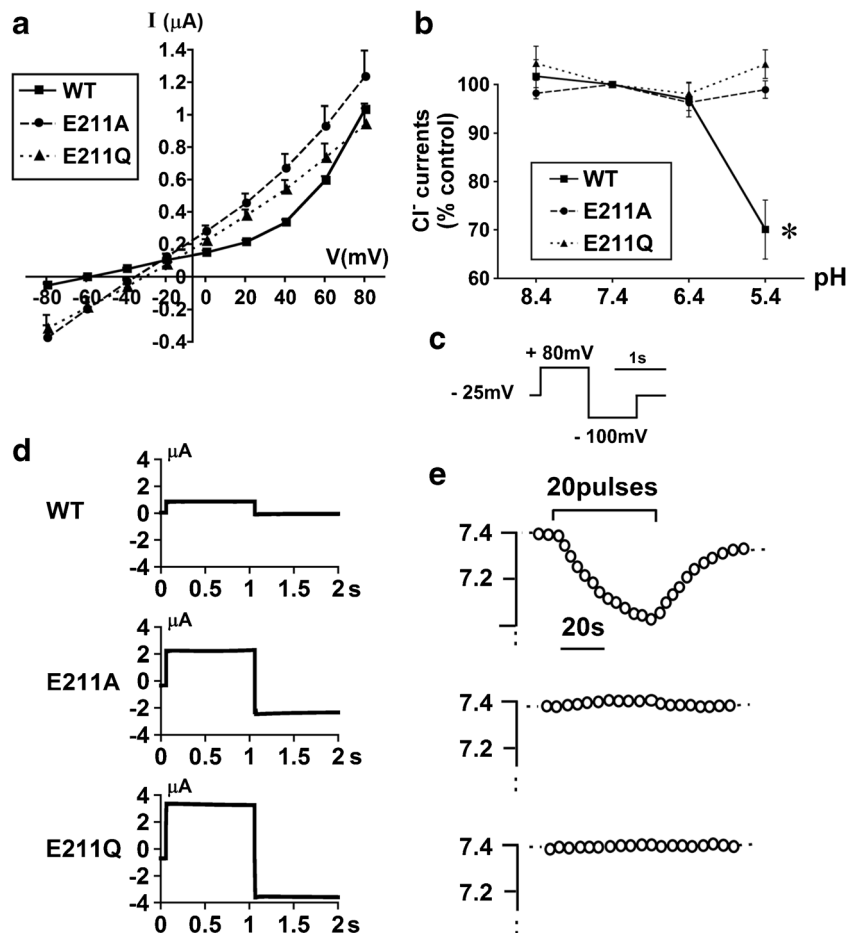 a
I (μA)
1.4
1.2
1
0.8
0.6
0.4
0.2
0
-0.2
-0.4
WT
E211A
E211Q
V(mV)
-80 -60 -40 -20 0 20 40 60 80
b
Cl⁻ currents
(% control)
100
90
80
70
60
WT
E211A
E211Q
*
8.4 7.4 6.4 5.4
pH
c
+ 80mV
1s
- 25mV
- 100mV
d
μA
WT
4
2
0
-2
-4
0 0.5 1 1.5 2 s
μA
E211A
4
2
0
-2
-4
0 0.5 1 1.5 2 s
μA
E211Q
4
2
0
-2
-4
0 0.5 1 1.5 2 s
e
20pulses
7.4
7.2
20s
7.4
7.2
7.4
7.2